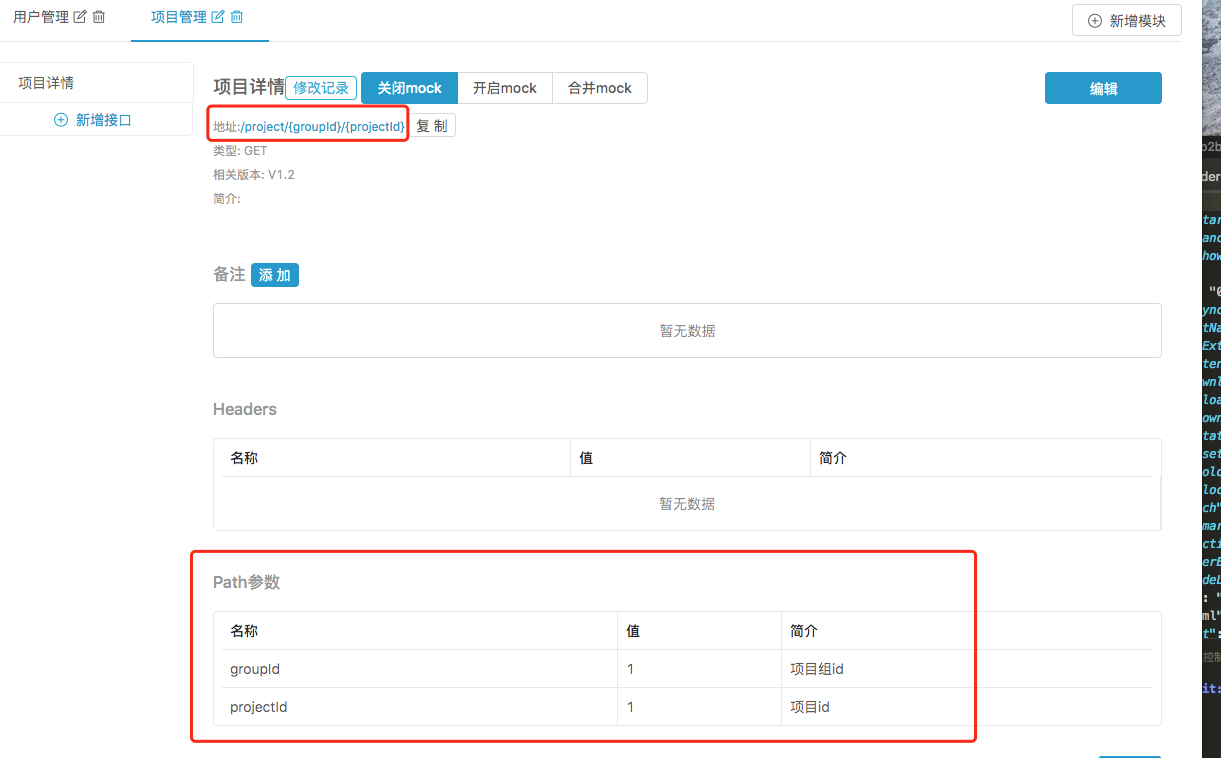 用户管理 项目管理 新增模块
项目详情 项目详情 修改记录 关闭mock 开启mock 合并mock 编辑
新增接口 地址:/project/{groupId}/{projectId} 复 制
类型: GET
相关版本: V1.2
简介:
备注 添 加
暂无数据
Headers
名称 值 简介
暂无数据
Path参数
名称 值 简介
groupId 1 项目组id
projectId 1 项目id